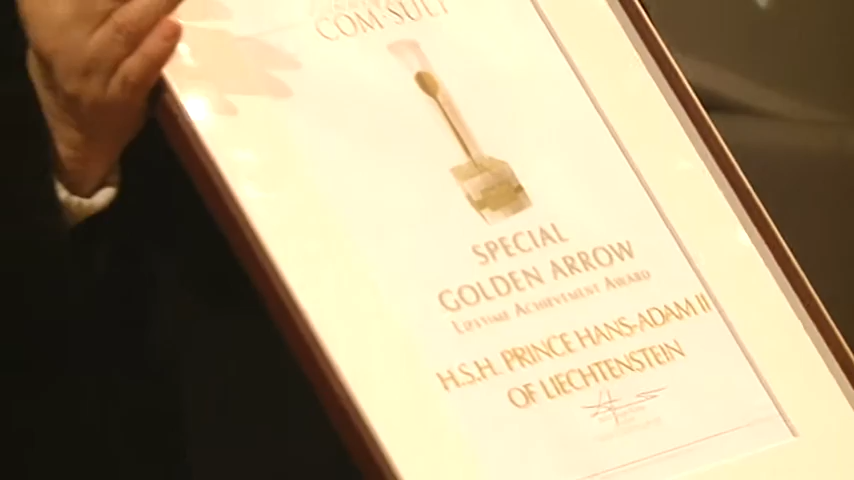 COM·SULT
SPECIAL
GOLDEN ARROW
LIFETIME ACHIEVEMENT AWARD
H.S.H. PRINCE HANS-ADAM II
OF LIECHTENSTEIN